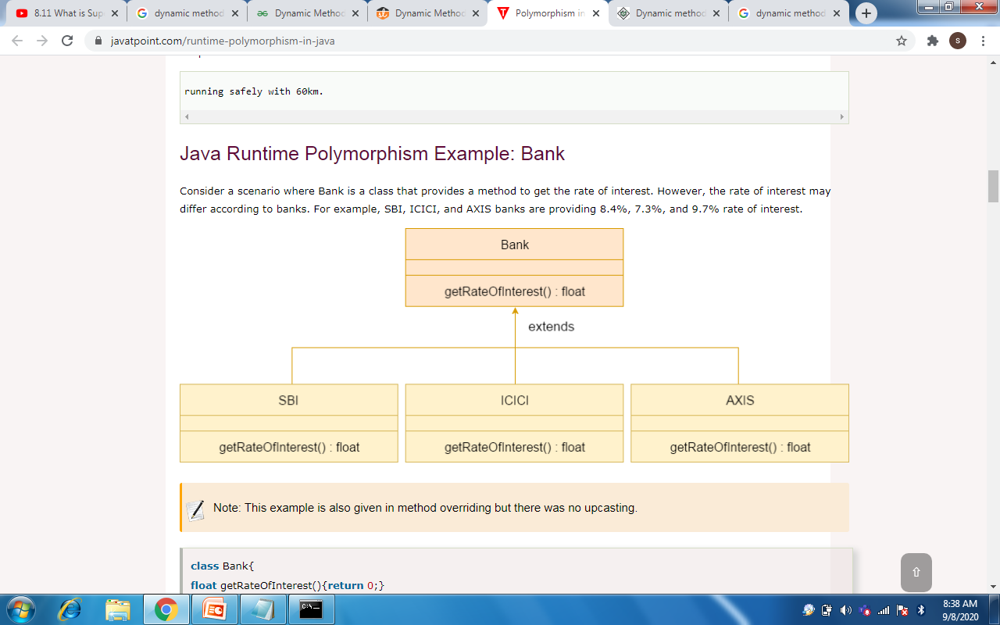 8.11 What is Sup
dynamic method
Dynamic Method
Dynamic Method
Polymorphism in
Dynamic method
dynamic method
javatpoint.com/runtime-polymorphism-in-java
S
running safely with 60km.
Java Runtime Polymorphism Example: Bank
Consider a scenario where Bank is a class that provides a method to get the rate of interest. However, the rate of interest may
differ according to banks. For example, SBI, ICICI, and AXIS banks are providing 8.4%, 7.3%, and 9.7% rate of interest.
Bank
getRateOfInterest() : float
extends
SBI
ICICI
AXIS
getRateOfInterest() : float
getRateOfInterest() : float
getRateOfInterest() : float
Note: This example is also given in method overriding but there was no upcasting.
class Bank{
float getRateOfInterest(){return 0;}
C:\
8:38 AM
9/8/2020